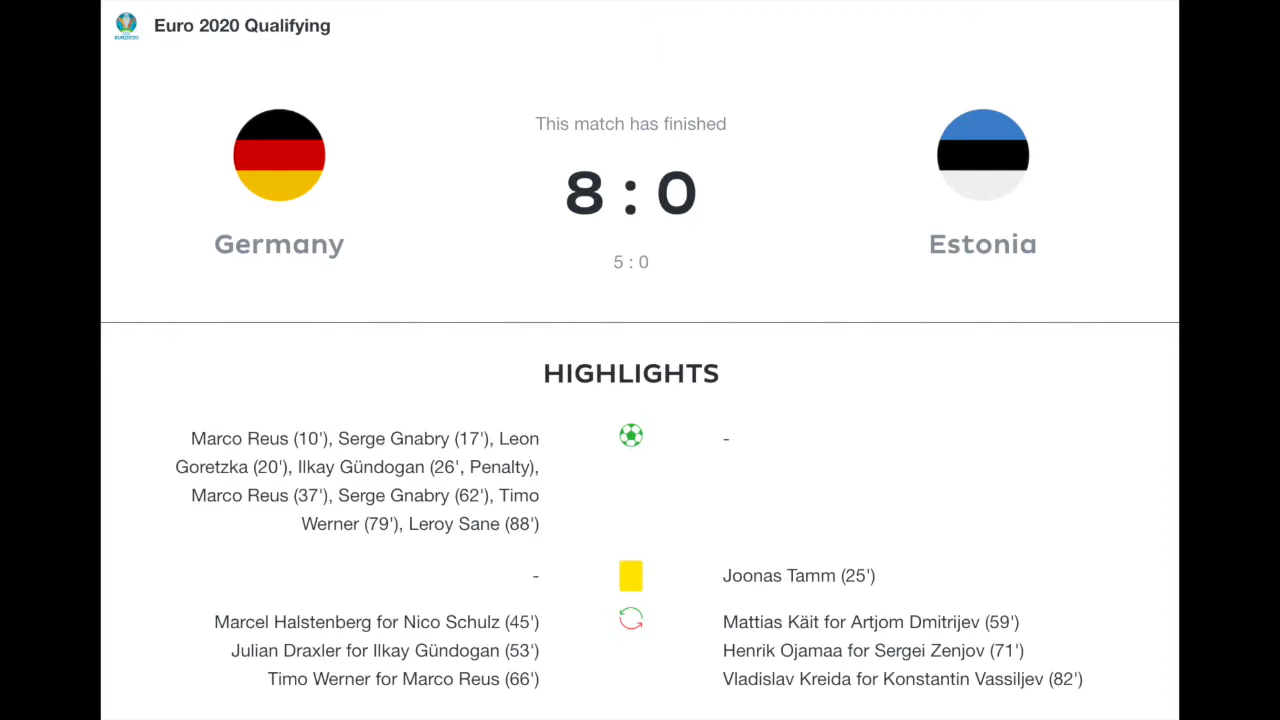 EURO2020
Euro 2020 Qualifying
This match has finished
8 : 0
Germany
Estonia
5 : 0
HIGHLIGHTS
Marco Reus (10'), Serge Gnabry (17'), Leon
Goretzka (20'), Ilkay Gündogan (26', Penalty),
Marco Reus (37'), Serge Gnabry (62'), Timo
Werner (79'), Leroy Sane (88')
-
-
Joonas Tamm (25')
Marcel Halstenberg for Nico Schulz (45')
Julian Draxler for Ilkay Gündogan (53')
Timo Werner for Marco Reus (66')
Mattias Käit for Artjom Dmitrijev (59')
Henrik Ojamaa for Sergei Zenjov (71')
Vladislav Kreida for Konstantin Vassiljev (82')